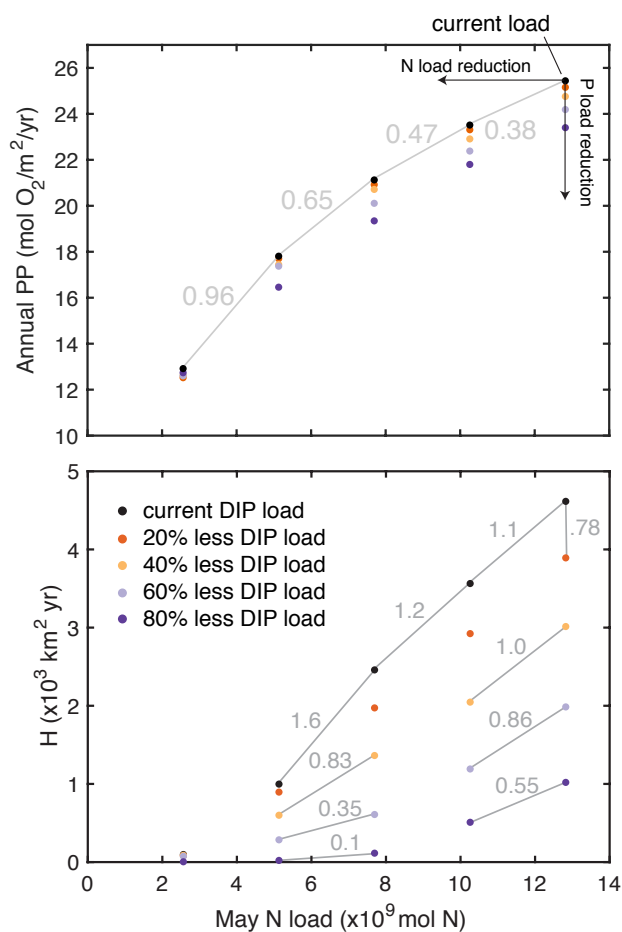 current load
N load reduction
P load reduction
26
24
22
20
18
16
14
12
10
Annual PP (mol O2/m2/yr)
0.38
0.47
0.65
0.96
5
4
3
2
1
0
H (x10^3 km^2 yr)
current DIP load
20% less DIP load
40% less DIP load
60% less DIP load
80% less DIP load
1.1
.78
1.2
1.0
1.6
0.86
0.83
0.55
0.35
0.1
0 2 4 6 8 10 12 14
May N load (x10^9 mol N)